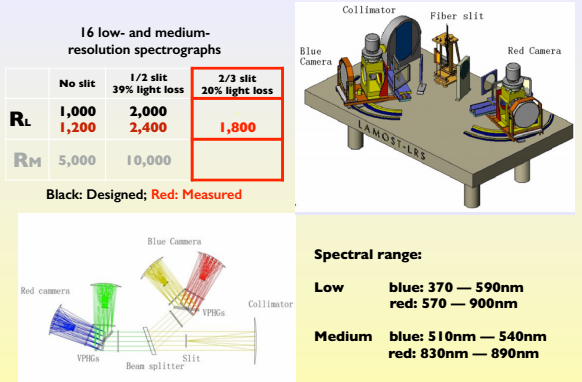 16 low- and medium-
resolution spectrographs
No slit
1/2 slit
39% light loss
2/3 slit
20% light loss
RL
1,000
2,000
1,200
2,400
1,800
RM
5,000
10,000
Black: Designed; Red: Measured
Collimator
Fiber slit
Blue
Camera
Red Camera
LAMOST-LRS
Blue Cammera
Red cammera
Collimator
VPHGs
VPHGs
Slit
Beam splitter
Spectral range:
Low blue: 370 — 590nm
red: 570 — 900nm
Medium blue: 510nm — 540nm
red: 830nm — 890nm